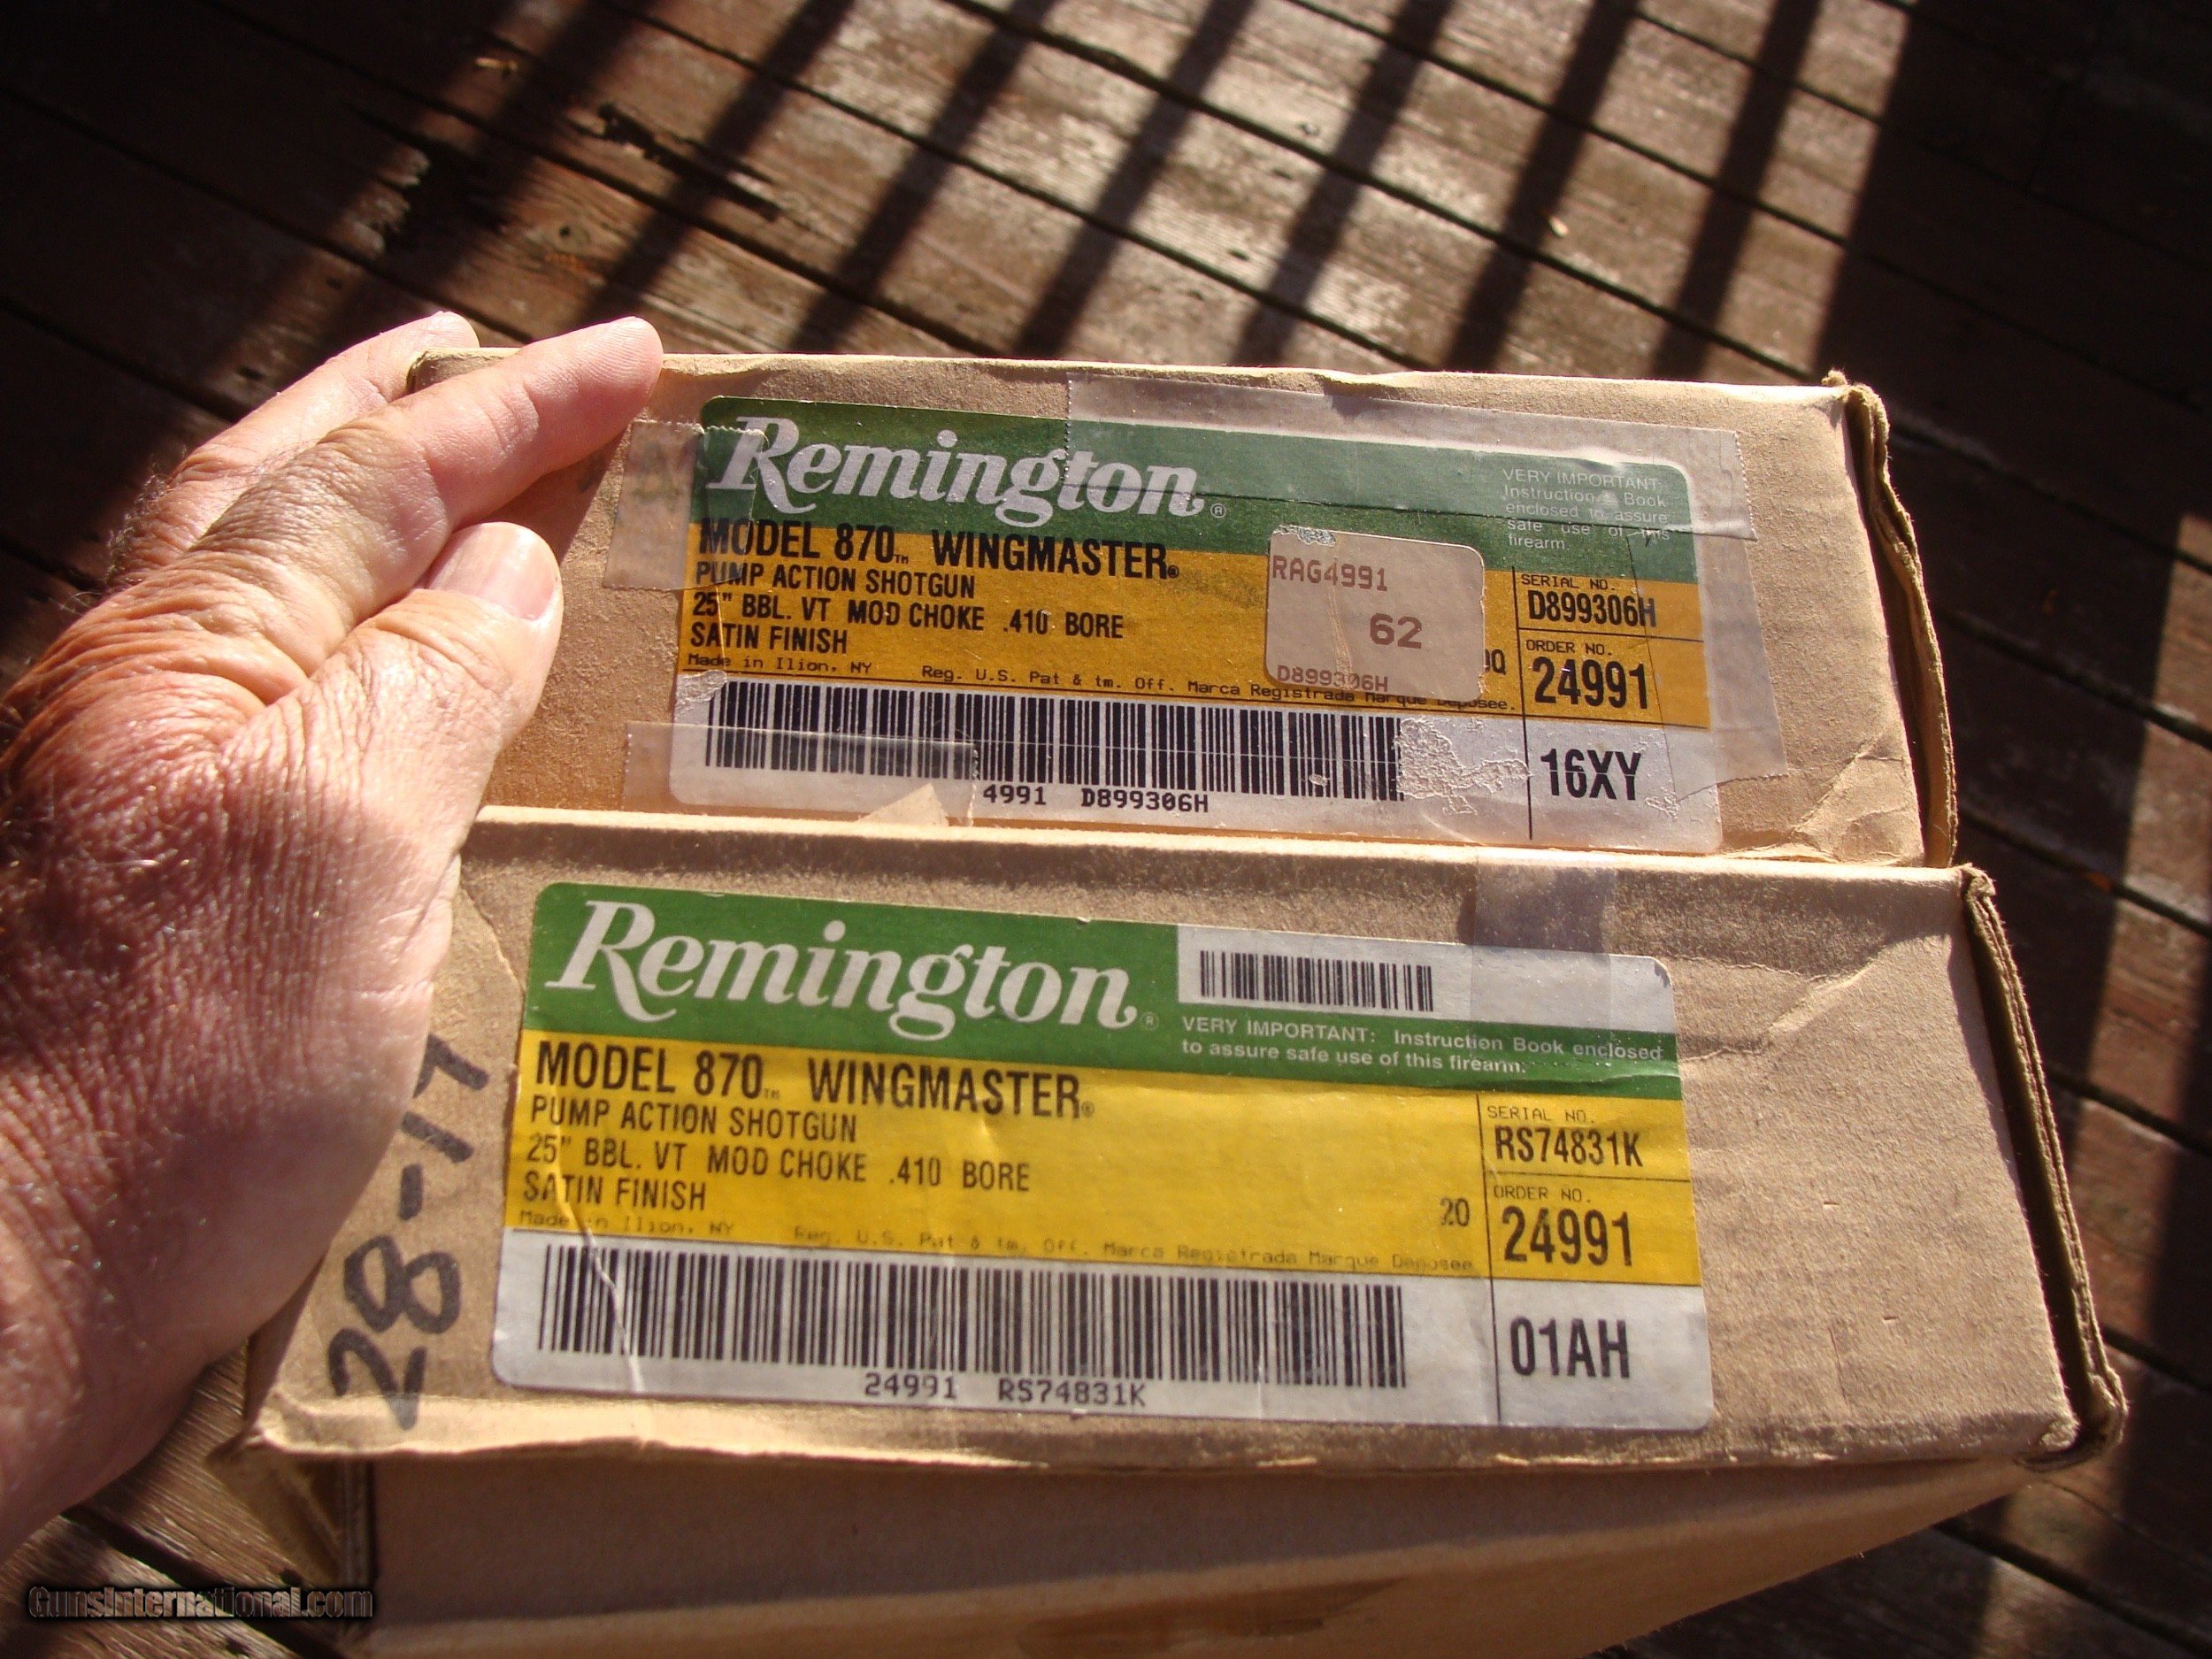 Remington®
VERY IMPORTANT:
Instruction Book
enclosed to assure
safe use of this
firearm.
MODEL 870™ WINGMASTER®
PUMP ACTION SHOTGUN
25" BBL. VT MOD CHOKE .410 BORE
SATIN FINISH
Made in Ilion, NY Reg. U.S. Pat & tm. Off. Marca Registrada Marque Deposee.
RAG4991
62
D899306H
SERIAL NO.
D899306H
ORDER NO.
24991
16XY
4991 D899306H
Remington®
VERY IMPORTANT: Instruction Book enclosed
to assure safe use of this firearm.
MODEL 870™ WINGMASTER®
PUMP ACTION SHOTGUN
25" BBL. VT MOD CHOKE .410 BORE
SATIN FINISH
20
Made in Ilion, NY Reg. U.S. Pat & tm. Off. Marca Registrada Marque Deposee
SERIAL NO.
RS74831K
ORDER NO.
24991
01AH
24991 RS74831K
28-17
GunsInternational.com